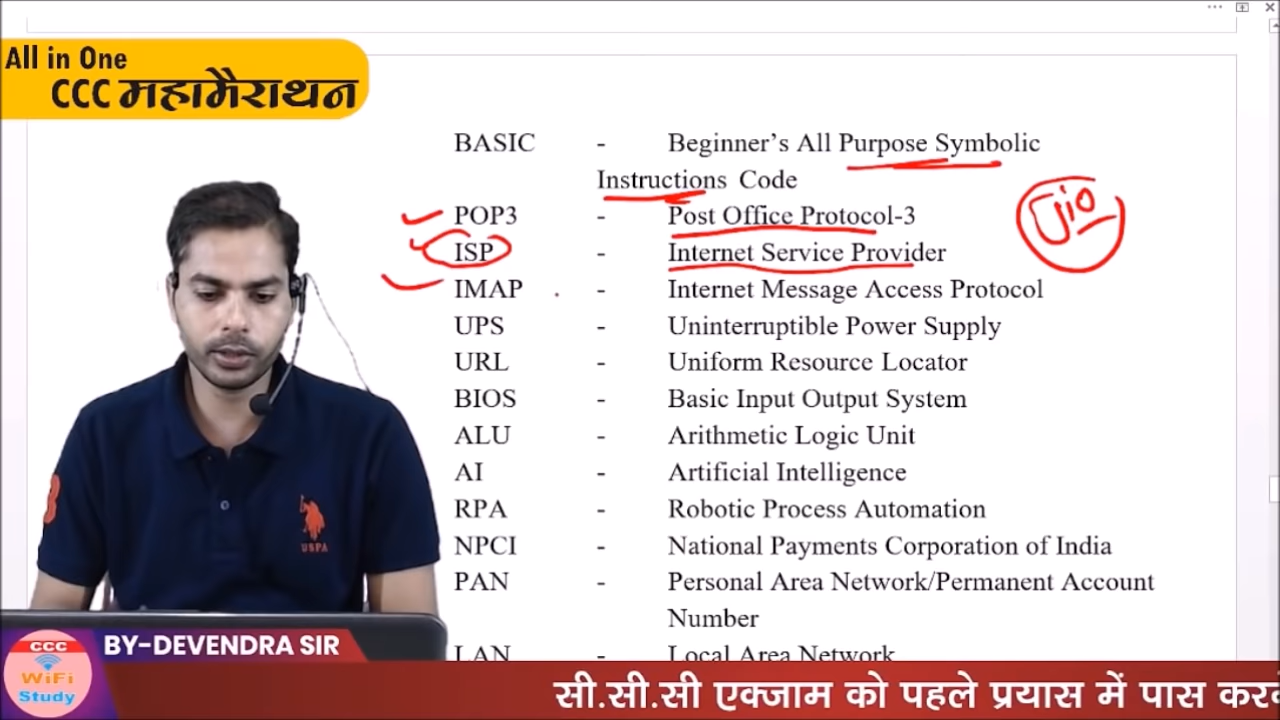 All in One
CCC महामैराथन
BASIC - Beginner's All Purpose Symbolic
Instructions Code
POP3 - Post Office Protocol-3
ISP - Internet Service Provider
Jio
IMAP - Internet Message Access Protocol
UPS - Uninterruptible Power Supply
URL - Uniform Resource Locator
BIOS - Basic Input Output System
ALU - Arithmetic Logic Unit
AI - Artificial Intelligence
RPA - Robotic Process Automation
NPCI - National Payments Corporation of India
PAN - Personal Area Network/Permanent Account
Number
LAN - Local Area Network
3
USPA
BY-DEVENDRA SIR
CCC
WiFi
Study
सी.सी.सी एक्जाम को पहले प्रयास में पास